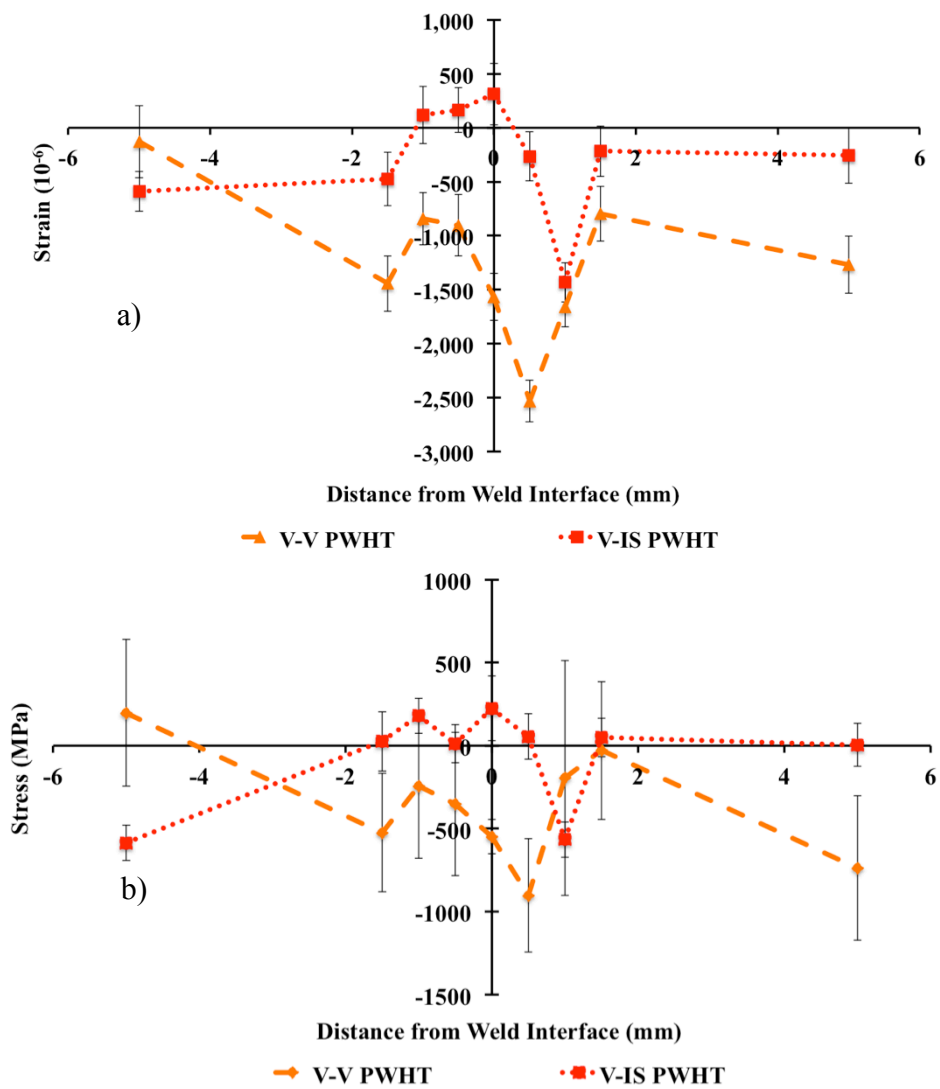 1,000
500
0
-500
-1,000
-1,500
-2,000
-2,500
-3,000
-6 -4 -2 0 2 4 6
Strain (10-6)
a)
Distance from Weld Interface (mm)
V-V PWHT V-IS PWHT
1000
500
0
-500
-1000
-1500
-6 -4 -2 0 2 4 6
Stress (MPa)
b)
Distance from Weld Interface (mm)
V-V PWHT V-IS PWHT